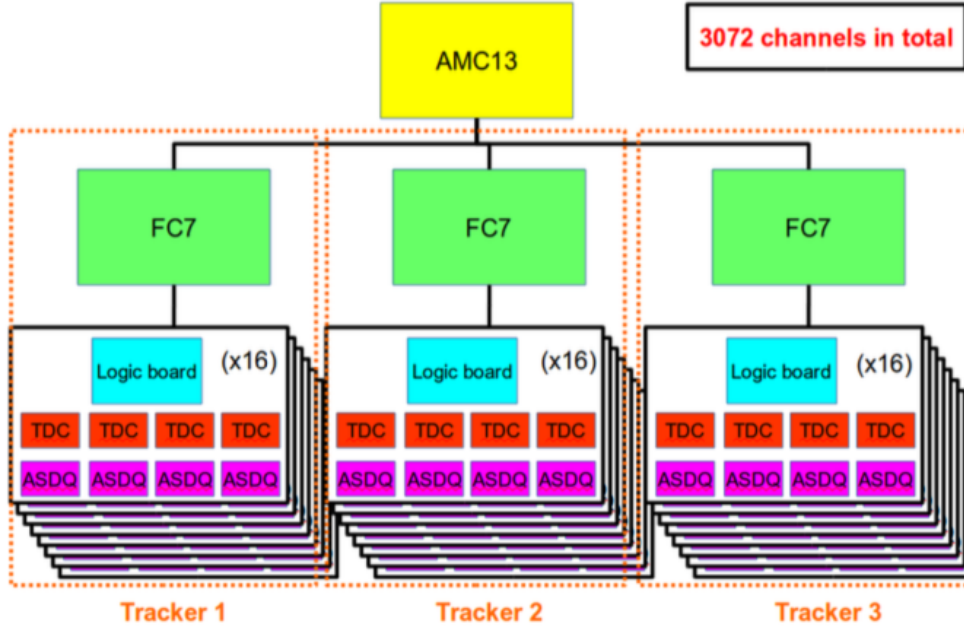 3072 channels in total
AMC13
FC7 FC7 FC7
Logic board (x16) Logic board (x16) Logic board (x16)
TDC TDC TDC TDC TDC TDC TDC TDC TDC TDC TDC TDC
ASDQ ASDQ ASDQ ASDQ ASDQ ASDQ ASDQ ASDQ ASDQ ASDQ ASDQ ASDQ
Tracker 1 Tracker 2 Tracker 3